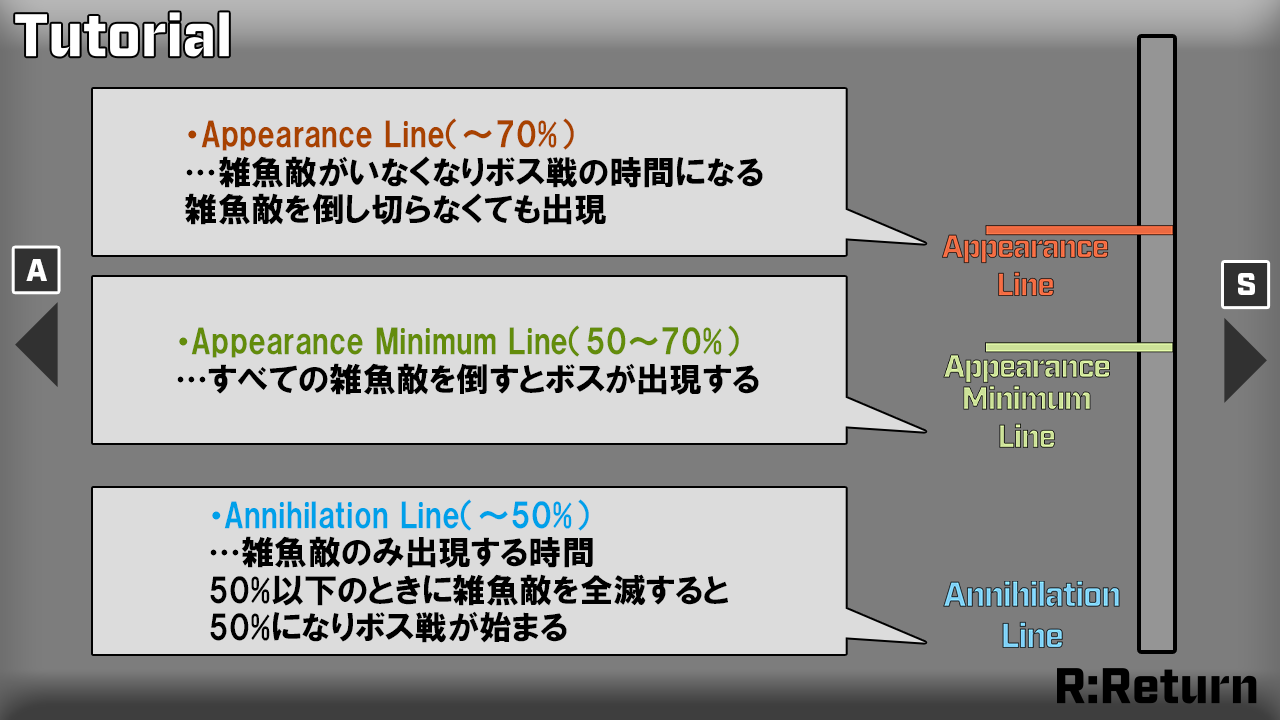 Tutorial
・Appearance Line(～70%)
…雑魚敵がいなくなりボス戦の時間になる
雑魚敵を倒し切らなくても出現
Appearance
Line
A
S
・Appearance Minimum Line(50～70%)
…すべての雑魚敵を倒すとボスが出現する
Appearance
Minimum
Line
・Annihilation Line(～50%)
…雑魚敵のみ出現する時間
50%以下のときに雑魚敵を全滅すると
50%になりボス戦が始まる
Annihilation
Line
R:Return